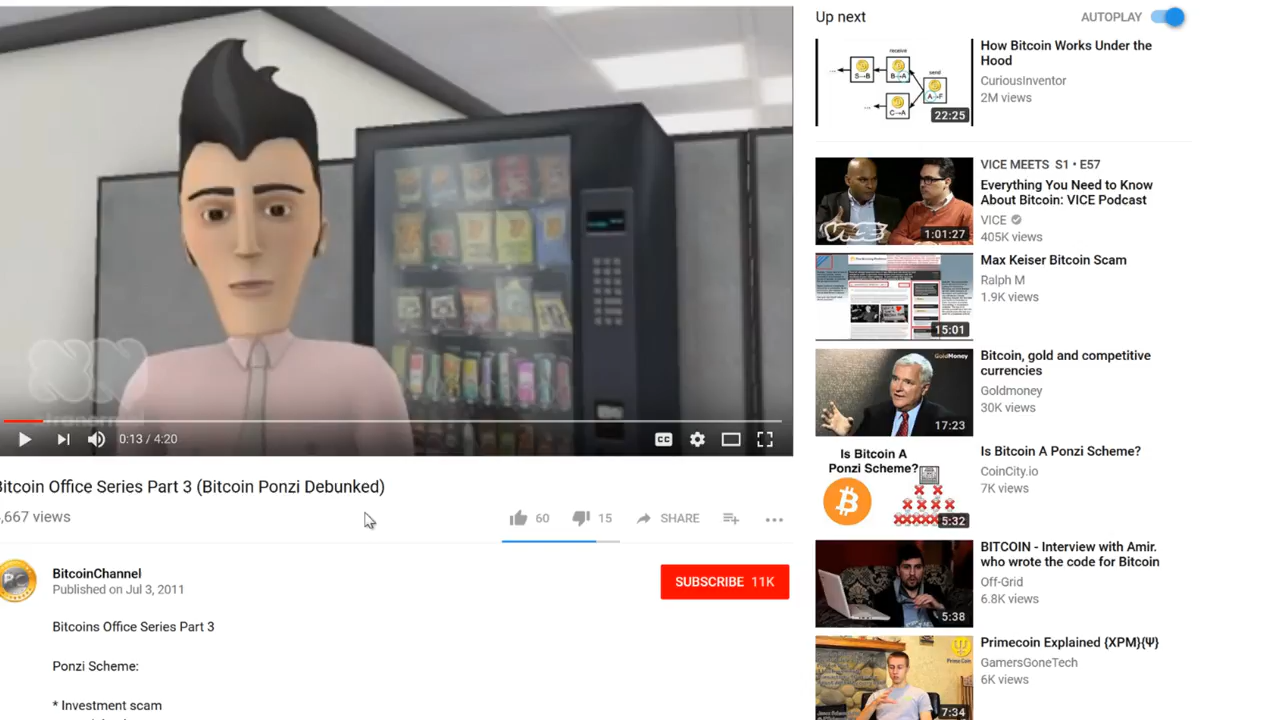 Up next
AUTOPLAY
receive
send
S→B
B→A
A→F
C→A
22:25
How Bitcoin Works Under the
Hood
CuriousInventor
2M views
VICE
1:01:27
VICE MEETS S1 • E57
Everything You Need to Know
About Bitcoin: VICE Podcast
VICE
405K views
15:01
Max Keiser Bitcoin Scam
Ralph M
1.9K views
GoldMoney
17:23
Bitcoin, gold and competitive
currencies
Goldmoney
30K views
Is Bitcoin A
Ponzi Scheme?
5:32
Is Bitcoin A Ponzi Scheme?
CoinCity.io
7K views
5:38
BITCOIN - Interview with Amir.
who wrote the code for Bitcoin
Off-Grid
6.8K views
7:34
Primecoin Explained {XPM}{Ψ}
GamersGoneTech
6K views
0:13 / 4:20
CC
Bitcoin Office Series Part 3 (Bitcoin Ponzi Debunked)
,667 views
60
15
SHARE
BitcoinChannel
Published on Jul 3, 2011
SUBSCRIBE 11K
Bitcoins Office Series Part 3
Ponzi Scheme:
* Investment scam